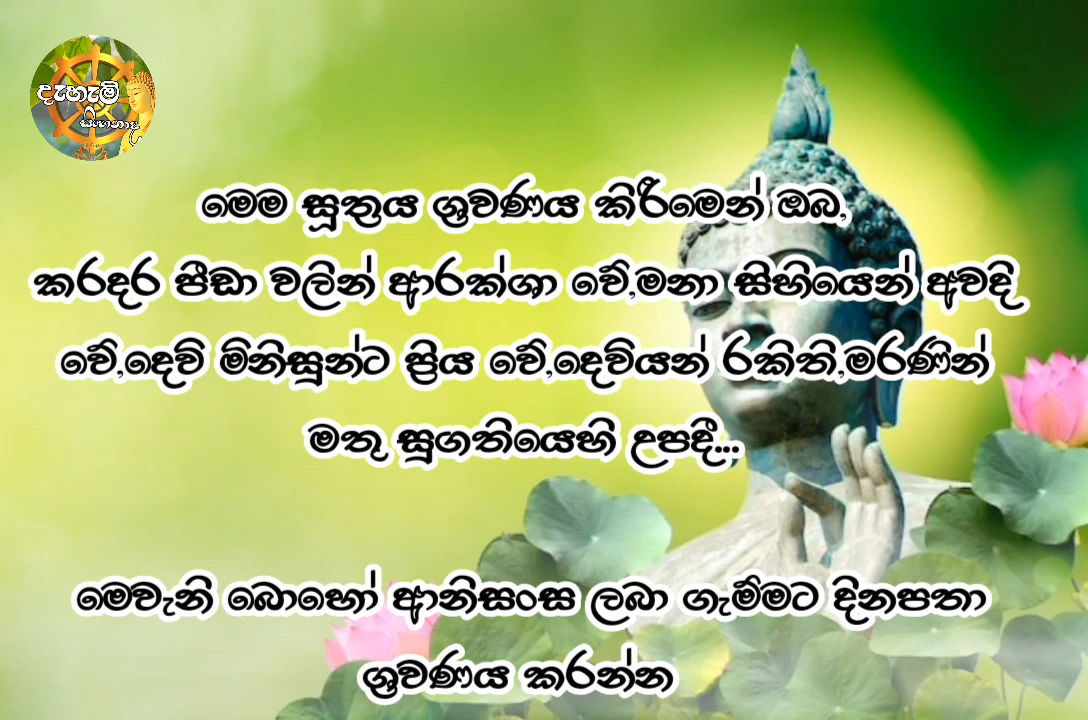 දැහැමි
සිංහනාද
මෙම සූත්‍රය ශ්‍රවණය කිරීමෙන් ඔබ,
කරදර පීඩා වලින් ආරක්ශා වේ,මනා සිහියෙන් අවදි
වේ,දෙව් මිනිසුන්ට ප්‍රිය වේ,දෙවියන් රකිති,මරණින්
මතු සුගතියෙහි උපදී...
මෙවැනි බොහෝ ආනිසංස ලබා ගැම්මට දිනපතා
ශ්‍රවණය කරන්න